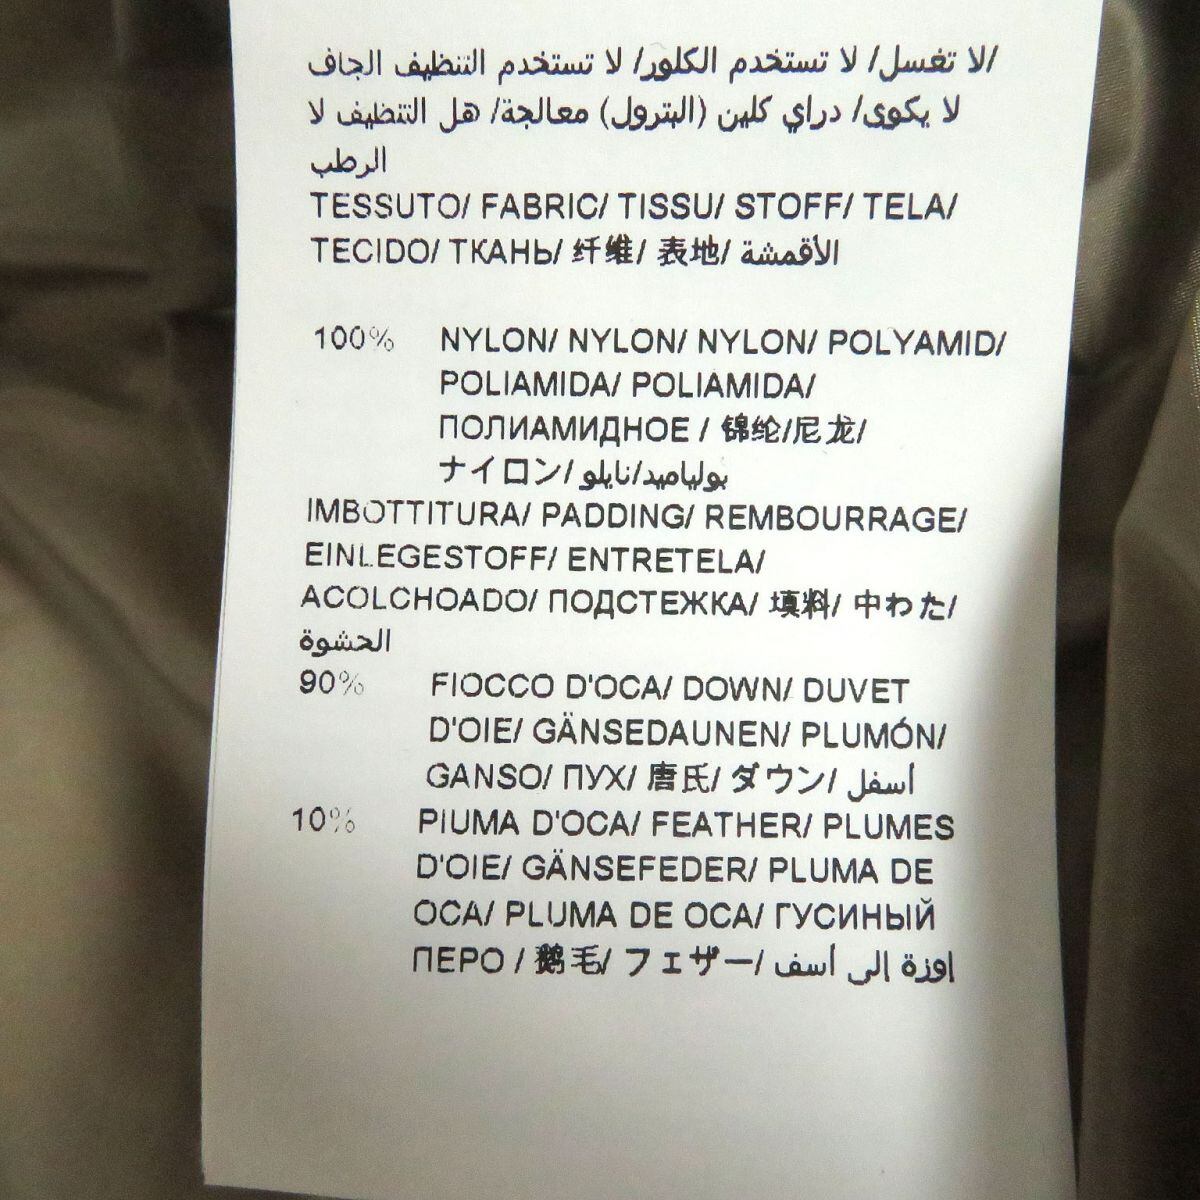 لا تغسل/ لا تستخدم الكلور/ لا تستخدم التنظيف الجاف/
لا يكوى/ دراي كلين (البترول) معالجة/ هل التنظيف لا
الرطب
TESSUTO/ FABRIC/ TISSU/ STOFF/ TELA/
TECIDO/ ТКАНЬ/ 纤维/ 表地/ الأقمشة
100% NYLON/ NYLON/ NYLON/ POLYAMID/
POLIAMIDA/ POLIAMIDA/
ПОЛИАМИДНОЕ / 锦纶/尼龙/
ナイロン/ بولياميد/نايلو
IMBOTTITURA/ PADDING/ REMBOURRAGE/
EINLEGESTOFF/ ENTRETELA/
ACOLCHOADO/ ПОДСТЕЖКА/ 填料/ 中わた/
الحشوة
90% FIOCCO D'OCA/ DOWN/ DUVET
D'OIE/ GÄNSEDAUNEN/ PLUMÓN/
GANSO/ ПУХ/ 唐氏/ ダウン/ أسفل
10% PIUMA D'OCA/ FEATHER/ PLUMES
D'OIE/ GÄNSEFEDER/ PLUMA DE
OCA/ PLUMA DE OCA/ ГУСИНЫЙ
ПЕРО / 鹅毛/ フェザー/ اوزة إلى أسف